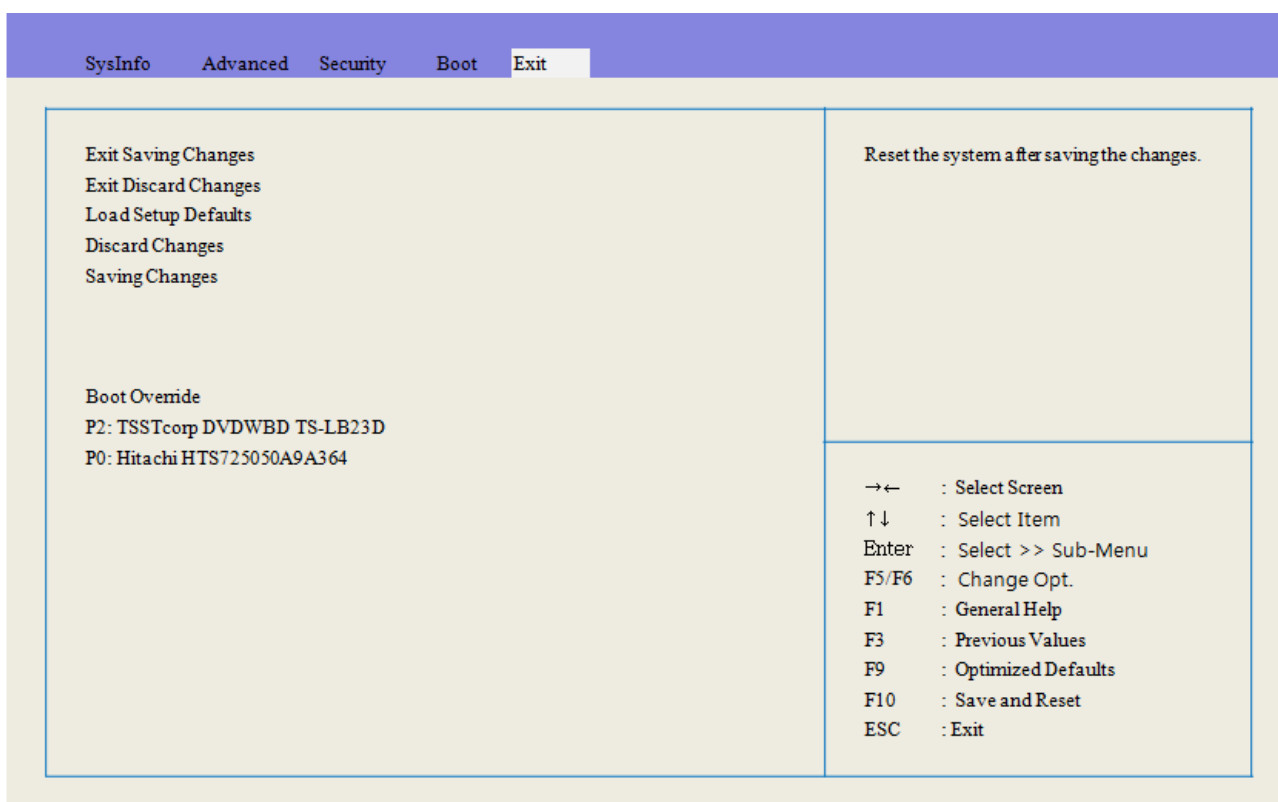 SysInfo Advanced Security Boot Exit
Exit Saving Changes
Exit Discard Changes
Load Setup Defaults
Discard Changes
Saving Changes
Boot Override
P2: TSSTcorp DVDWBD TS-LB23D
P0: Hitachi HTS725050A9A364
Reset the system after saving the changes.
→← : Select Screen
↑↓ : Select Item
Enter : Select >> Sub-Menu
F5/F6 : Change Opt.
F1 : General Help
F3 : Previous Values
F9 : Optimized Defaults
F10 : Save and Reset
ESC : Exit